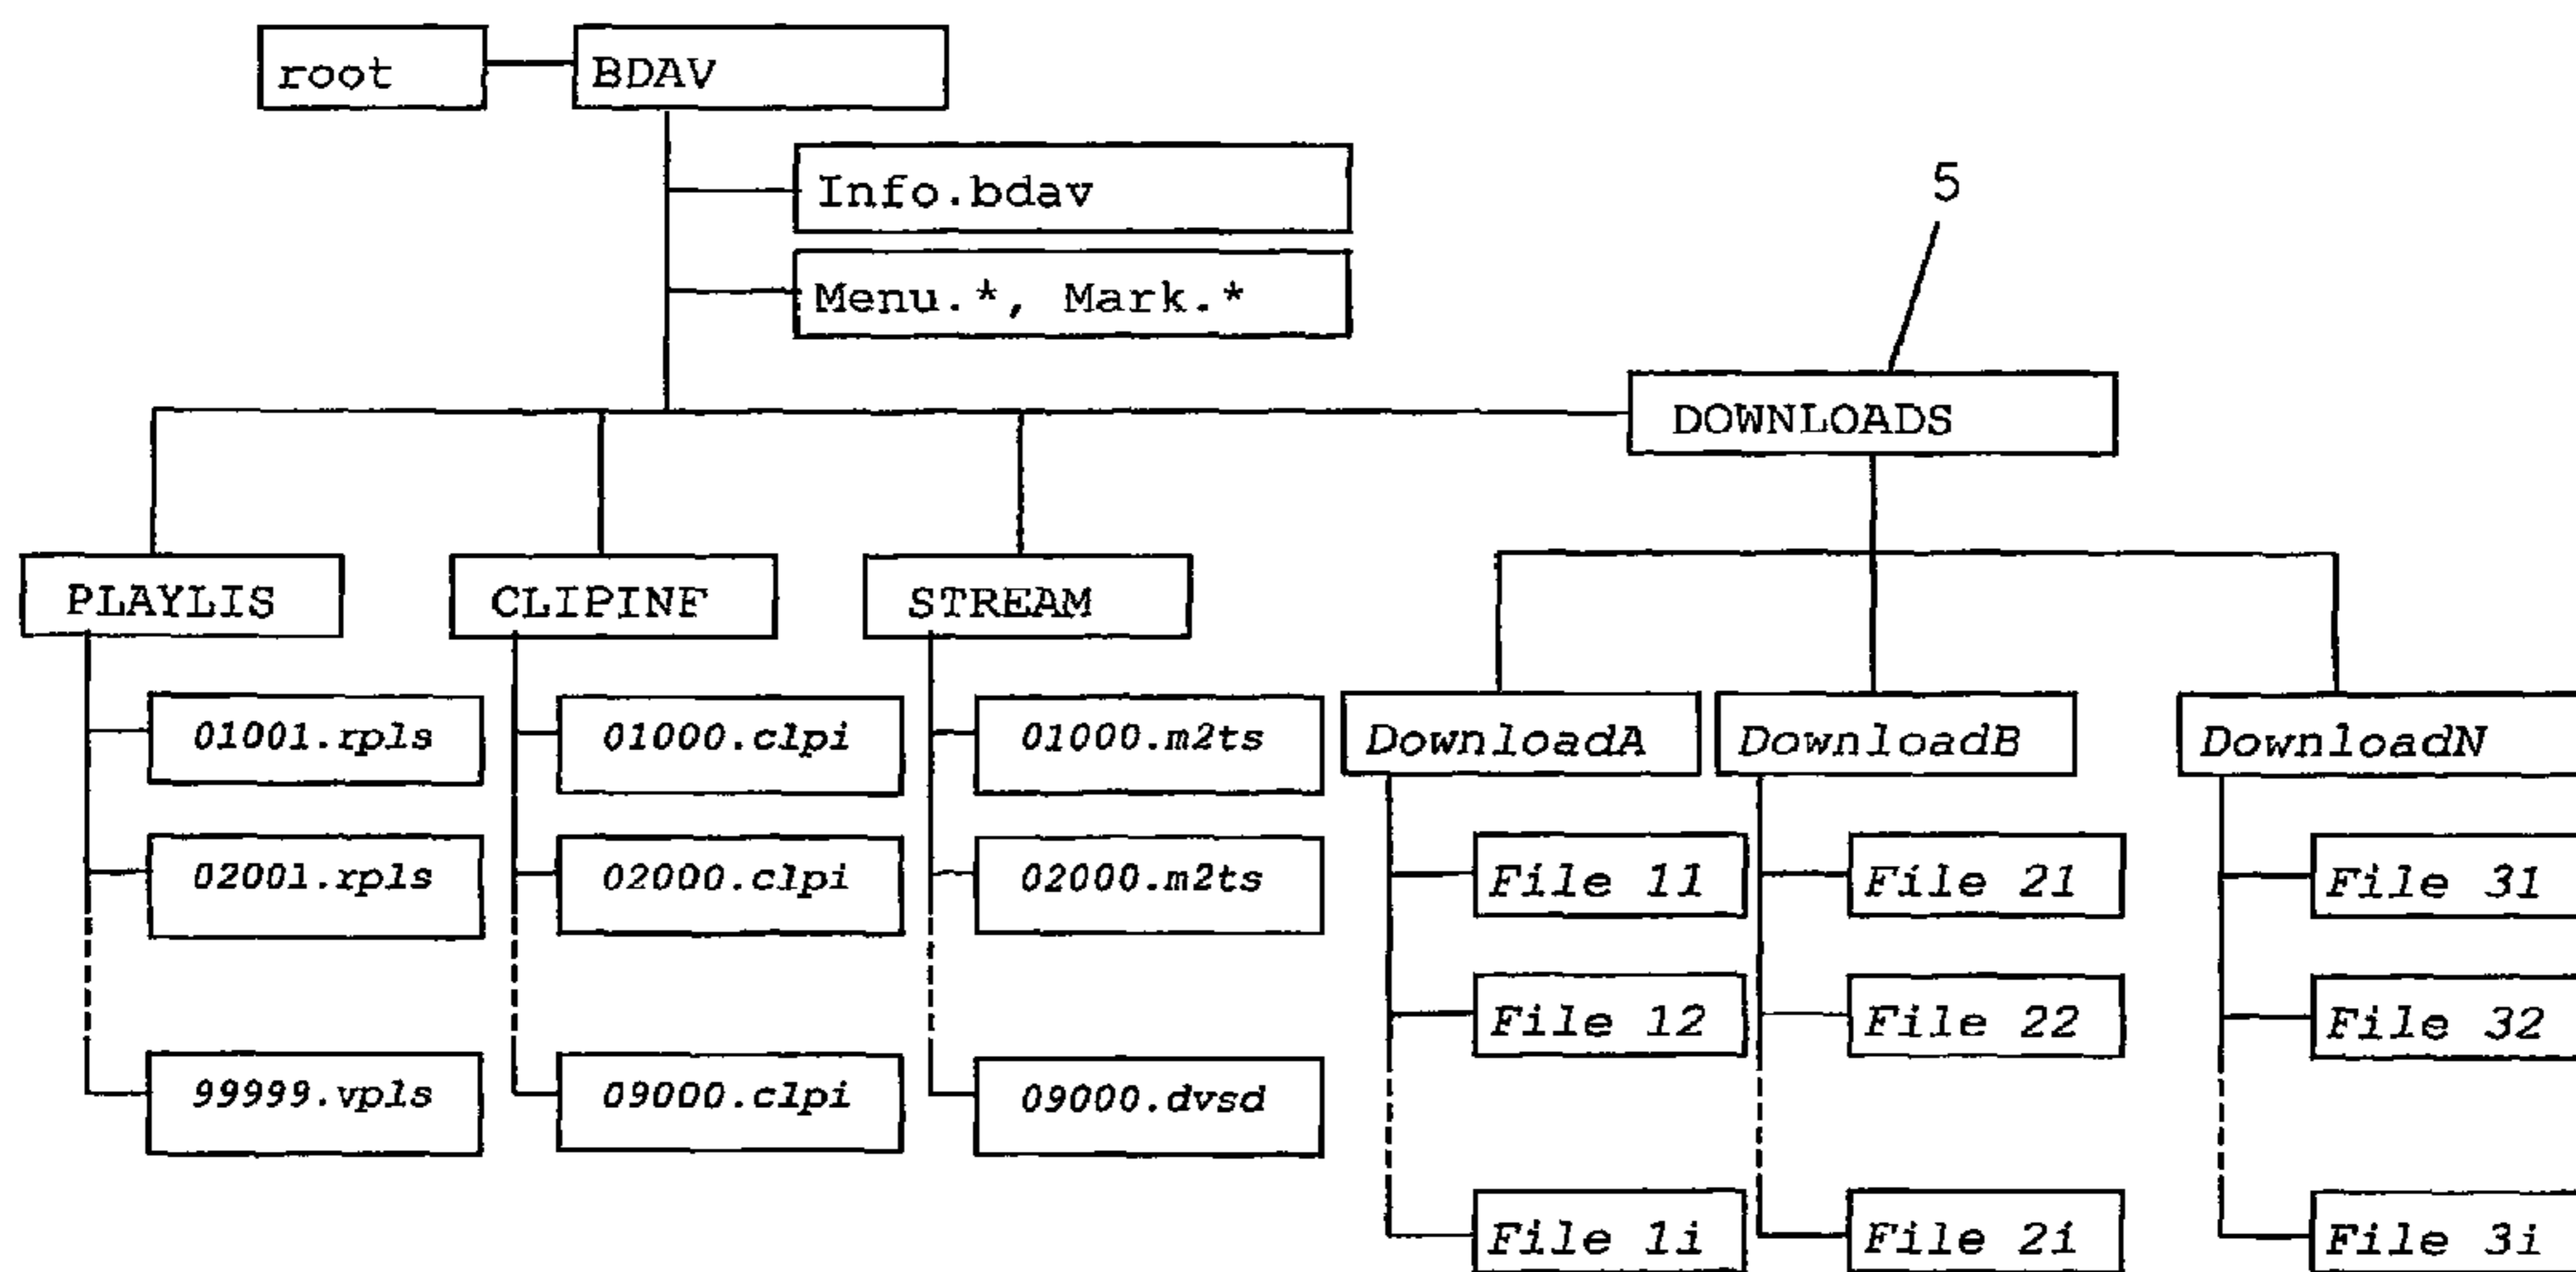 root
BDAV
Info.bdav
Menu.*, Mark.*
5
DOWNLOADS
PLAYLIS
CLIPINF
STREAM
01001.rpls
01000.clpi
01000.m2ts
DownloadA
DownloadB
DownloadN
02001.rpls
02000.clpi
02000.m2ts
File 11
File 21
File 31
File 12
File 22
File 32
99999.vpls
09000.clpi
09000.dvsd
File 1i
File 2i
File 3i